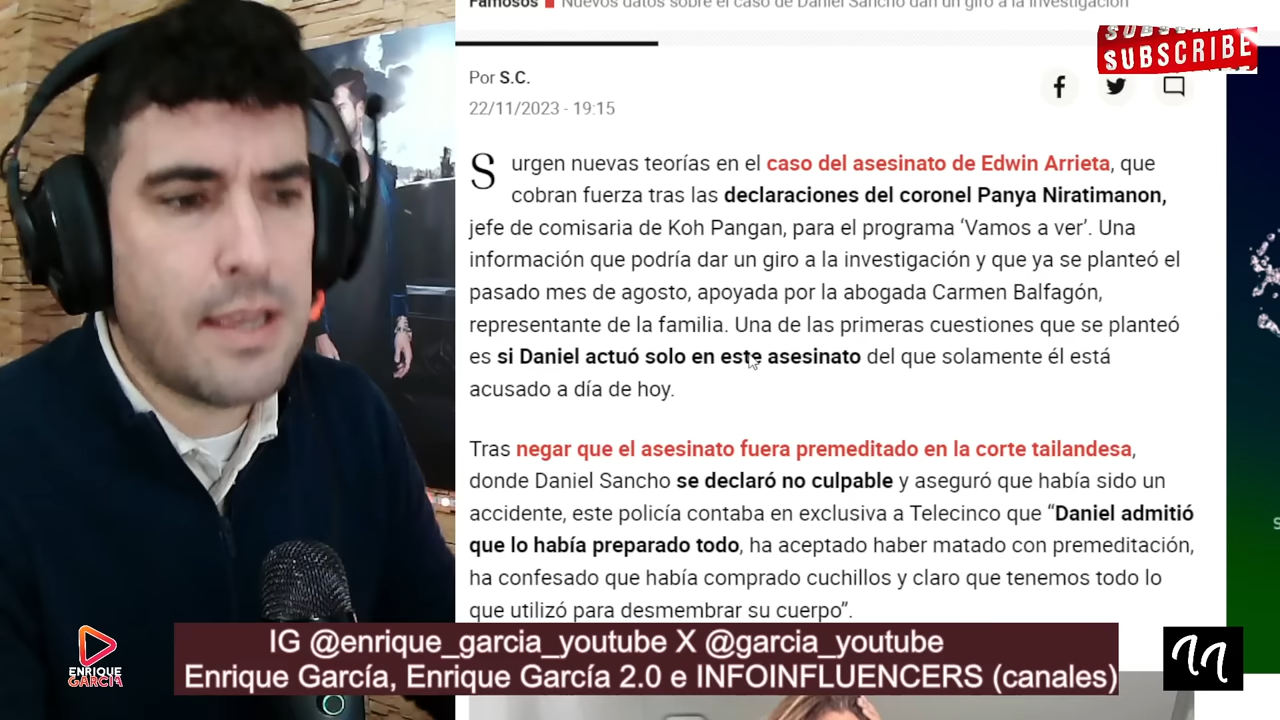 Famosos Nuevos datos sobre el caso de Daniel Sancho dan un giro a la investigación
SUBSCRIBE
SUBSCRIBE
Por S.C.
22/11/2023 - 19:15
Surgen nuevas teorías en el caso del asesinato de Edwin Arrieta, que
cobran fuerza tras las declaraciones del coronel Panya Niratimanon,
jefe de comisaria de Koh Pangan, para el programa ‘Vamos a ver’. Una
información que podría dar un giro a la investigación y que ya se planteó el
pasado mes de agosto, apoyada por la abogada Carmen Balfagón,
representante de la familia. Una de las primeras cuestiones que se planteó
es si Daniel actuó solo en este asesinato del que solamente él está
acusado a día de hoy.
Tras negar que el asesinato fuera premeditado en la corte tailandesa,
donde Daniel Sancho se declaró no culpable y aseguró que había sido un
accidente, este policía contaba en exclusiva a Telecinco que “Daniel admitió
que lo había preparado todo, ha aceptado haber matado con premeditación,
ha confesado que había comprado cuchillos y claro que tenemos todo lo
que utilizó para desmembrar su cuerpo”.
IG @enrique_garcia_youtube X @garcia_youtube
Enrique García, Enrique García 2.0 e INFOINFLUENCERS (canales)
ENRIQUE
GARCÍA